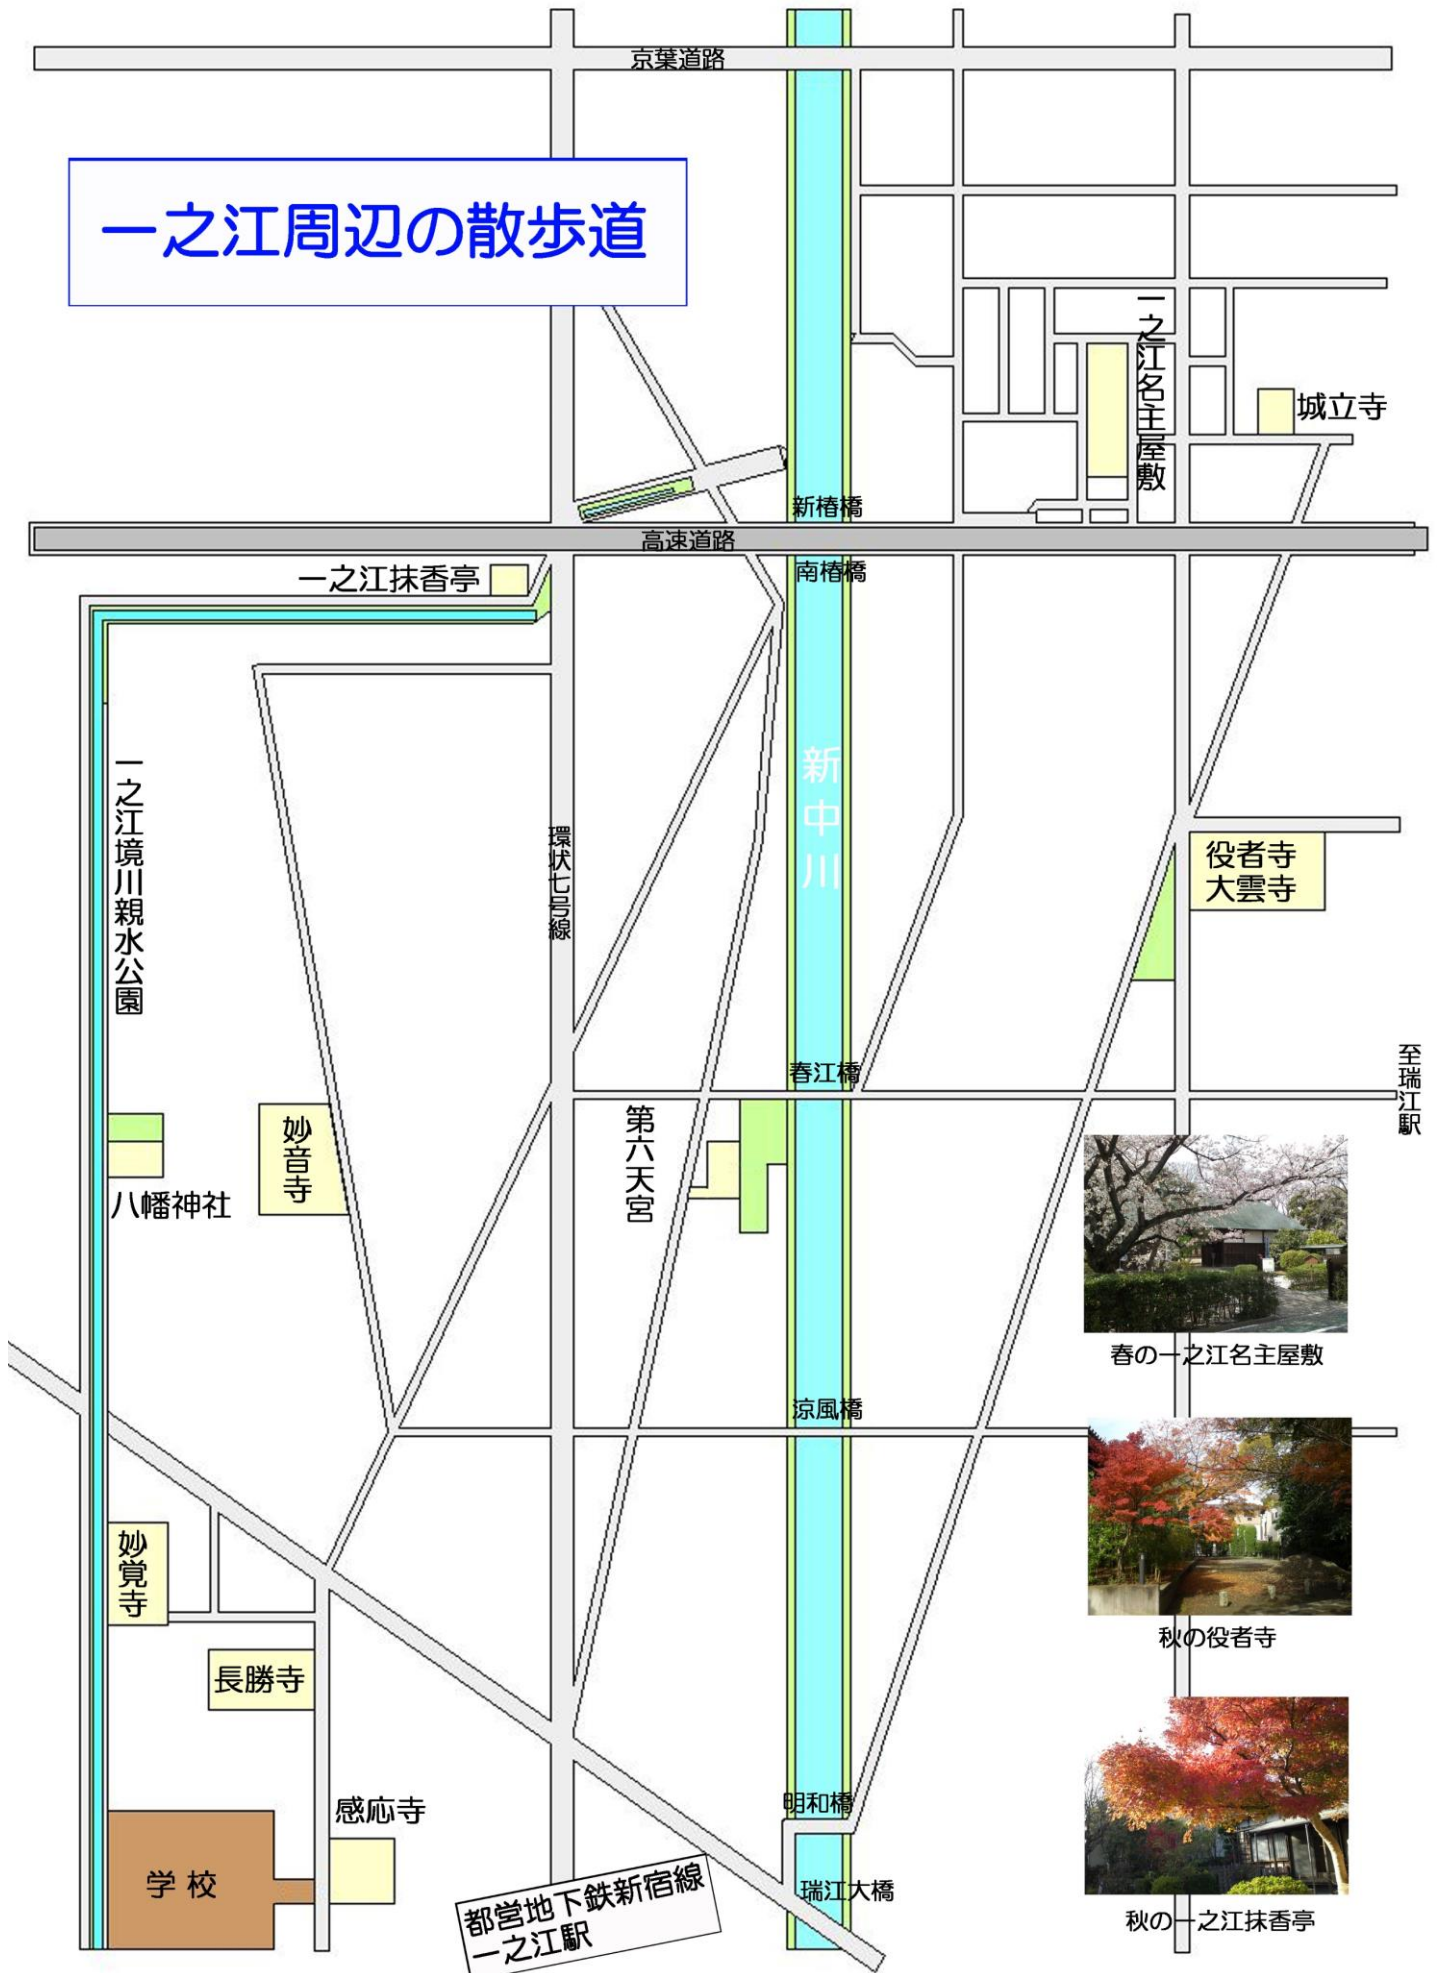 京葉道路
一之江周辺の散歩道
一之江名主屋敷
城立寺
新椿橋
高速道路
南椿橋
一之江抹香亭
新中川
一之江境川親水公園
環状七号線
役者寺
大雲寺
至瑞江駅
春江橋
第六天宮
妙音寺
八幡神社
春の一之江名主屋敷
涼風橋
妙覚寺
秋の役者寺
長勝寺
明和橋
感応寺
学校
瑞江大橋
都営地下鉄新宿線
一之江駅
秋の一之江抹香亭